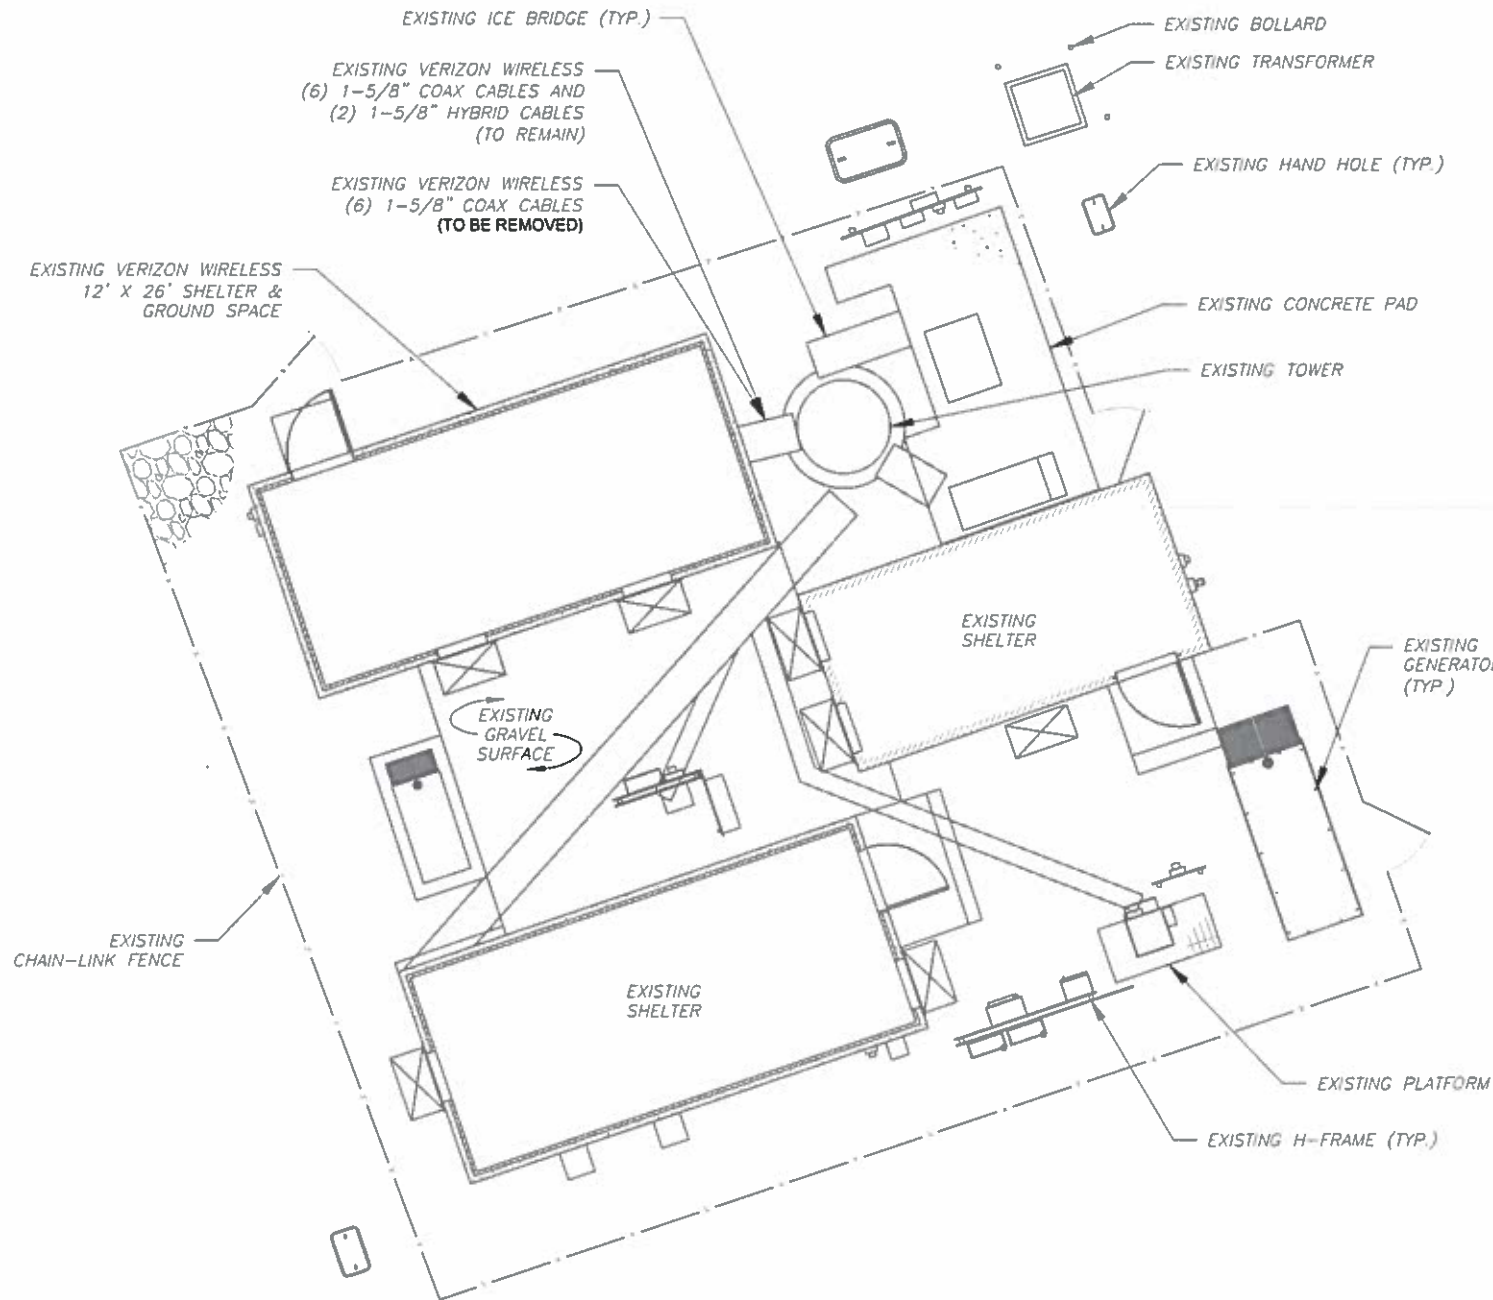 EXISTING ICE BRIDGE (TYP.)
EXISTING BOLLARD
EXISTING TRANSFORMER
EXISTING VERIZON WIRELESS
(6) 1-5/8" COAX CABLES AND
(2) 1-5/8" HYBRID CABLES
(TO REMAIN)
EXISTING HAND HOLE (TYP.)
EXISTING VERIZON WIRELESS
(6) 1-5/8" COAX CABLES
(TO BE REMOVED)
EXISTING VERIZON WIRELESS
12' X 26' SHELTER &
GROUND SPACE
EXISTING CONCRETE PAD
EXISTING TOWER
EXISTING
SHELTER
EXISTING
GENERATO
(TYP.)
EXISTING
GRAVEL
SURFACE
EXISTING
CHAIN-LINK FENCE
EXISTING
SHELTER
EXISTING PLATFORM
EXISTING H-FRAME (TYP.)